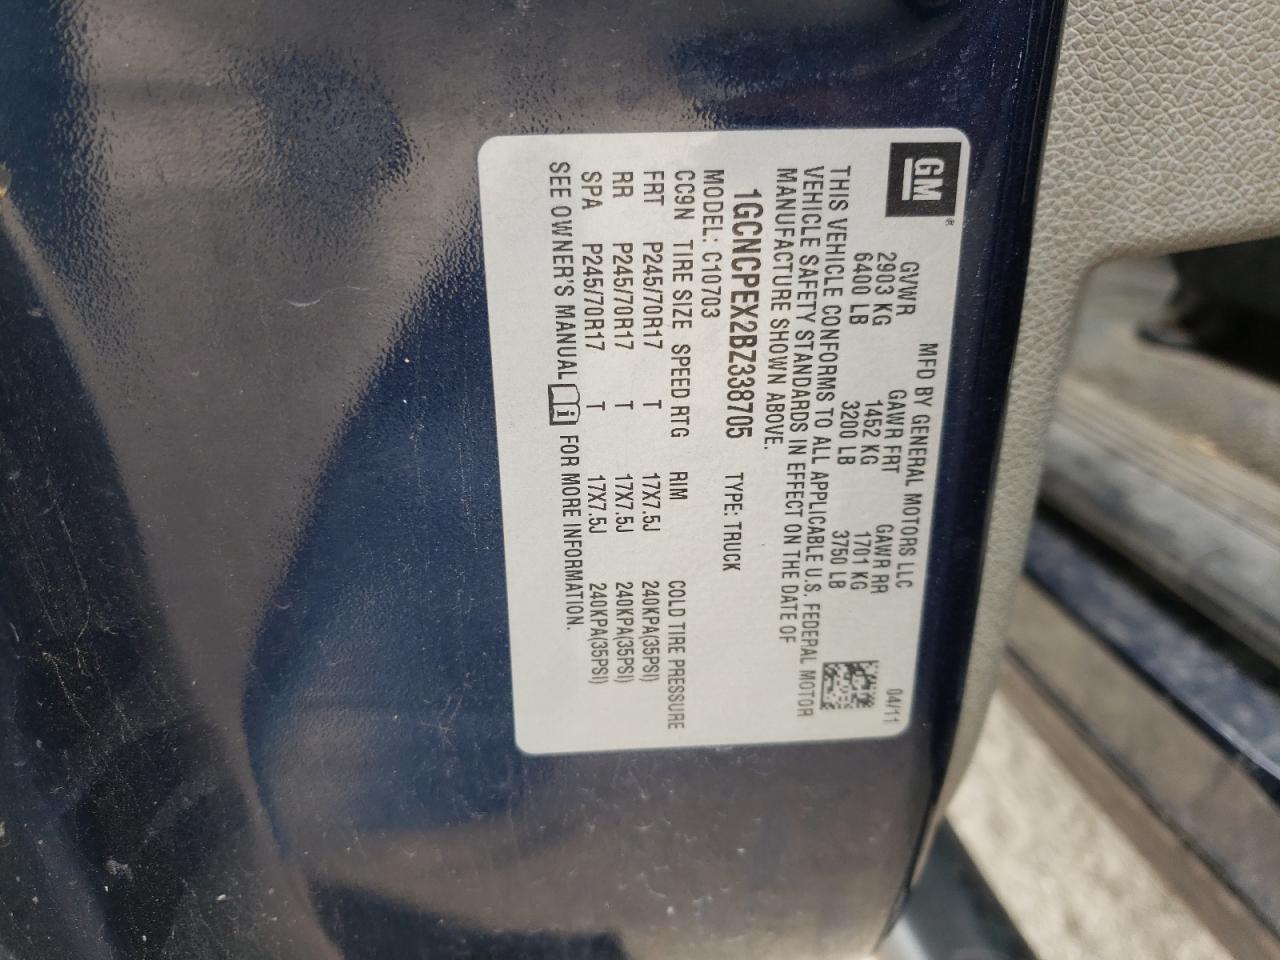 GM®
MFD BY GENERAL MOTORS LLC 04/11
GVWR GAWR FRT GAWR RR
2903 KG 1452 KG 1701 KG
6400 LB 3200 LB 3750 LB
THIS VEHICLE CONFORMS TO ALL APPLICABLE U.S. FEDERAL MOTOR
VEHICLE SAFETY STANDARDS IN EFFECT ON THE DATE OF
MANUFACTURE SHOWN ABOVE.
1GCNCPEX2BZ338705 TYPE: TRUCK
MODEL: C10703
CC9N TIRE SIZE SPEED RTG RIM COLD TIRE PRESSURE
FRT P245/70R17 T 17X7.5J 240KPA(35PSI)
RR P245/70R17 T 17X7.5J 240KPA(35PSI)
SPA P245/70R17 T 17X7.5J 240KPA(35PSI)
SEE OWNER'S MANUAL i FOR MORE INFORMATION.